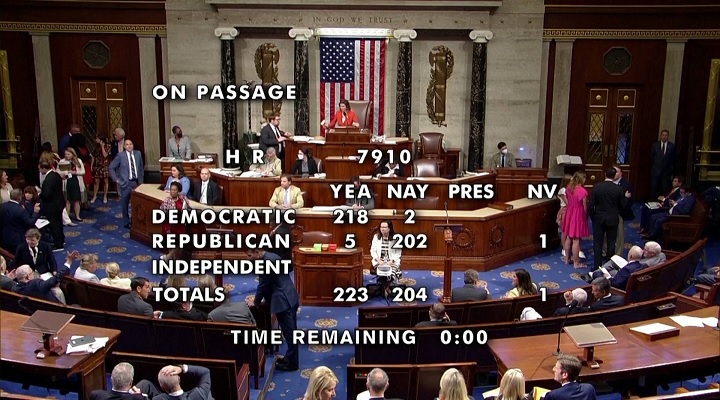 IN GOD WE TRUST
ON PASSAGE
H R 7910
YEA NAY PRES NV
DEMOCRATIC 218 2
REPUBLICAN 5 202 1
INDEPENDENT
TOTALS 223 204 1
TIME REMAINING 0:00